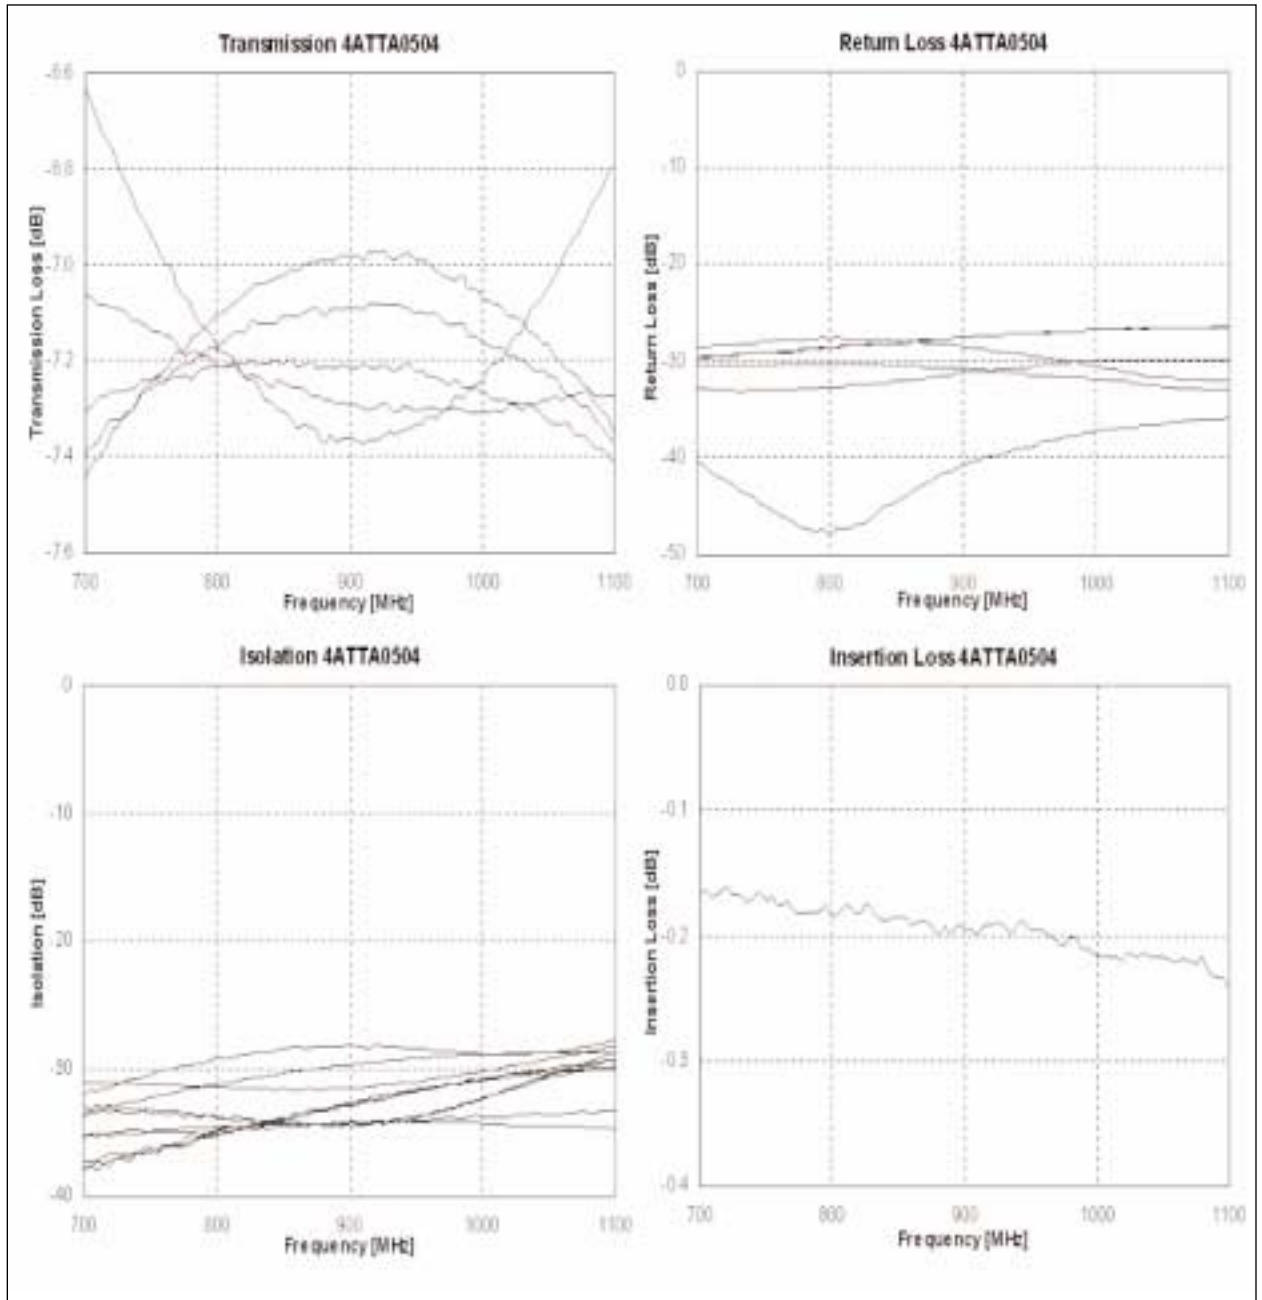 Transmission 4ATTA0504
-6.6
-6.8
-7.0
-7.2
-7.4
-7.6
Transmission Loss [dB]
700 800 900 1000 1100
Frequency [MHz]
Return Loss 4ATTA0504
0
-10
-20
-30
-40
-50
Return Loss [dB]
700 800 900 1000 1100
Frequency [MHz]
Isolation 4ATTA0504
0
-10
-20
-30
-40
Isolation [dB]
700 800 900 1000 1100
Frequency [MHz]
Insertion Loss 4ATTA0504
0.0
-0.1
-0.2
-0.3
-0.4
Insertion Loss [dB]
700 800 900 1000 1100
Frequency [MHz]